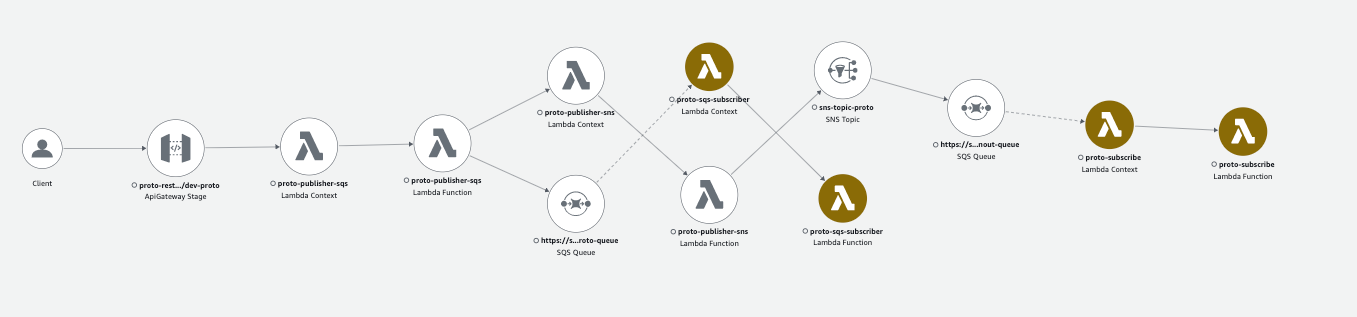 Client
proto-rest.../dev-proto
ApiGateway Stage
proto-publisher-sqs
Lambda Context
proto-publisher-sqs
Lambda Function
proto-publisher-sns
Lambda Context
https://s...roto-queue
SQS Queue
proto-sqs-subscriber
Lambda Context
proto-publisher-sns
Lambda Function
sns-topic-proto
SNS Topic
proto-sqs-subscriber
Lambda Function
https://s...nout-queue
SQS Queue
proto-subscribe
Lambda Context
proto-subscribe
Lambda Function